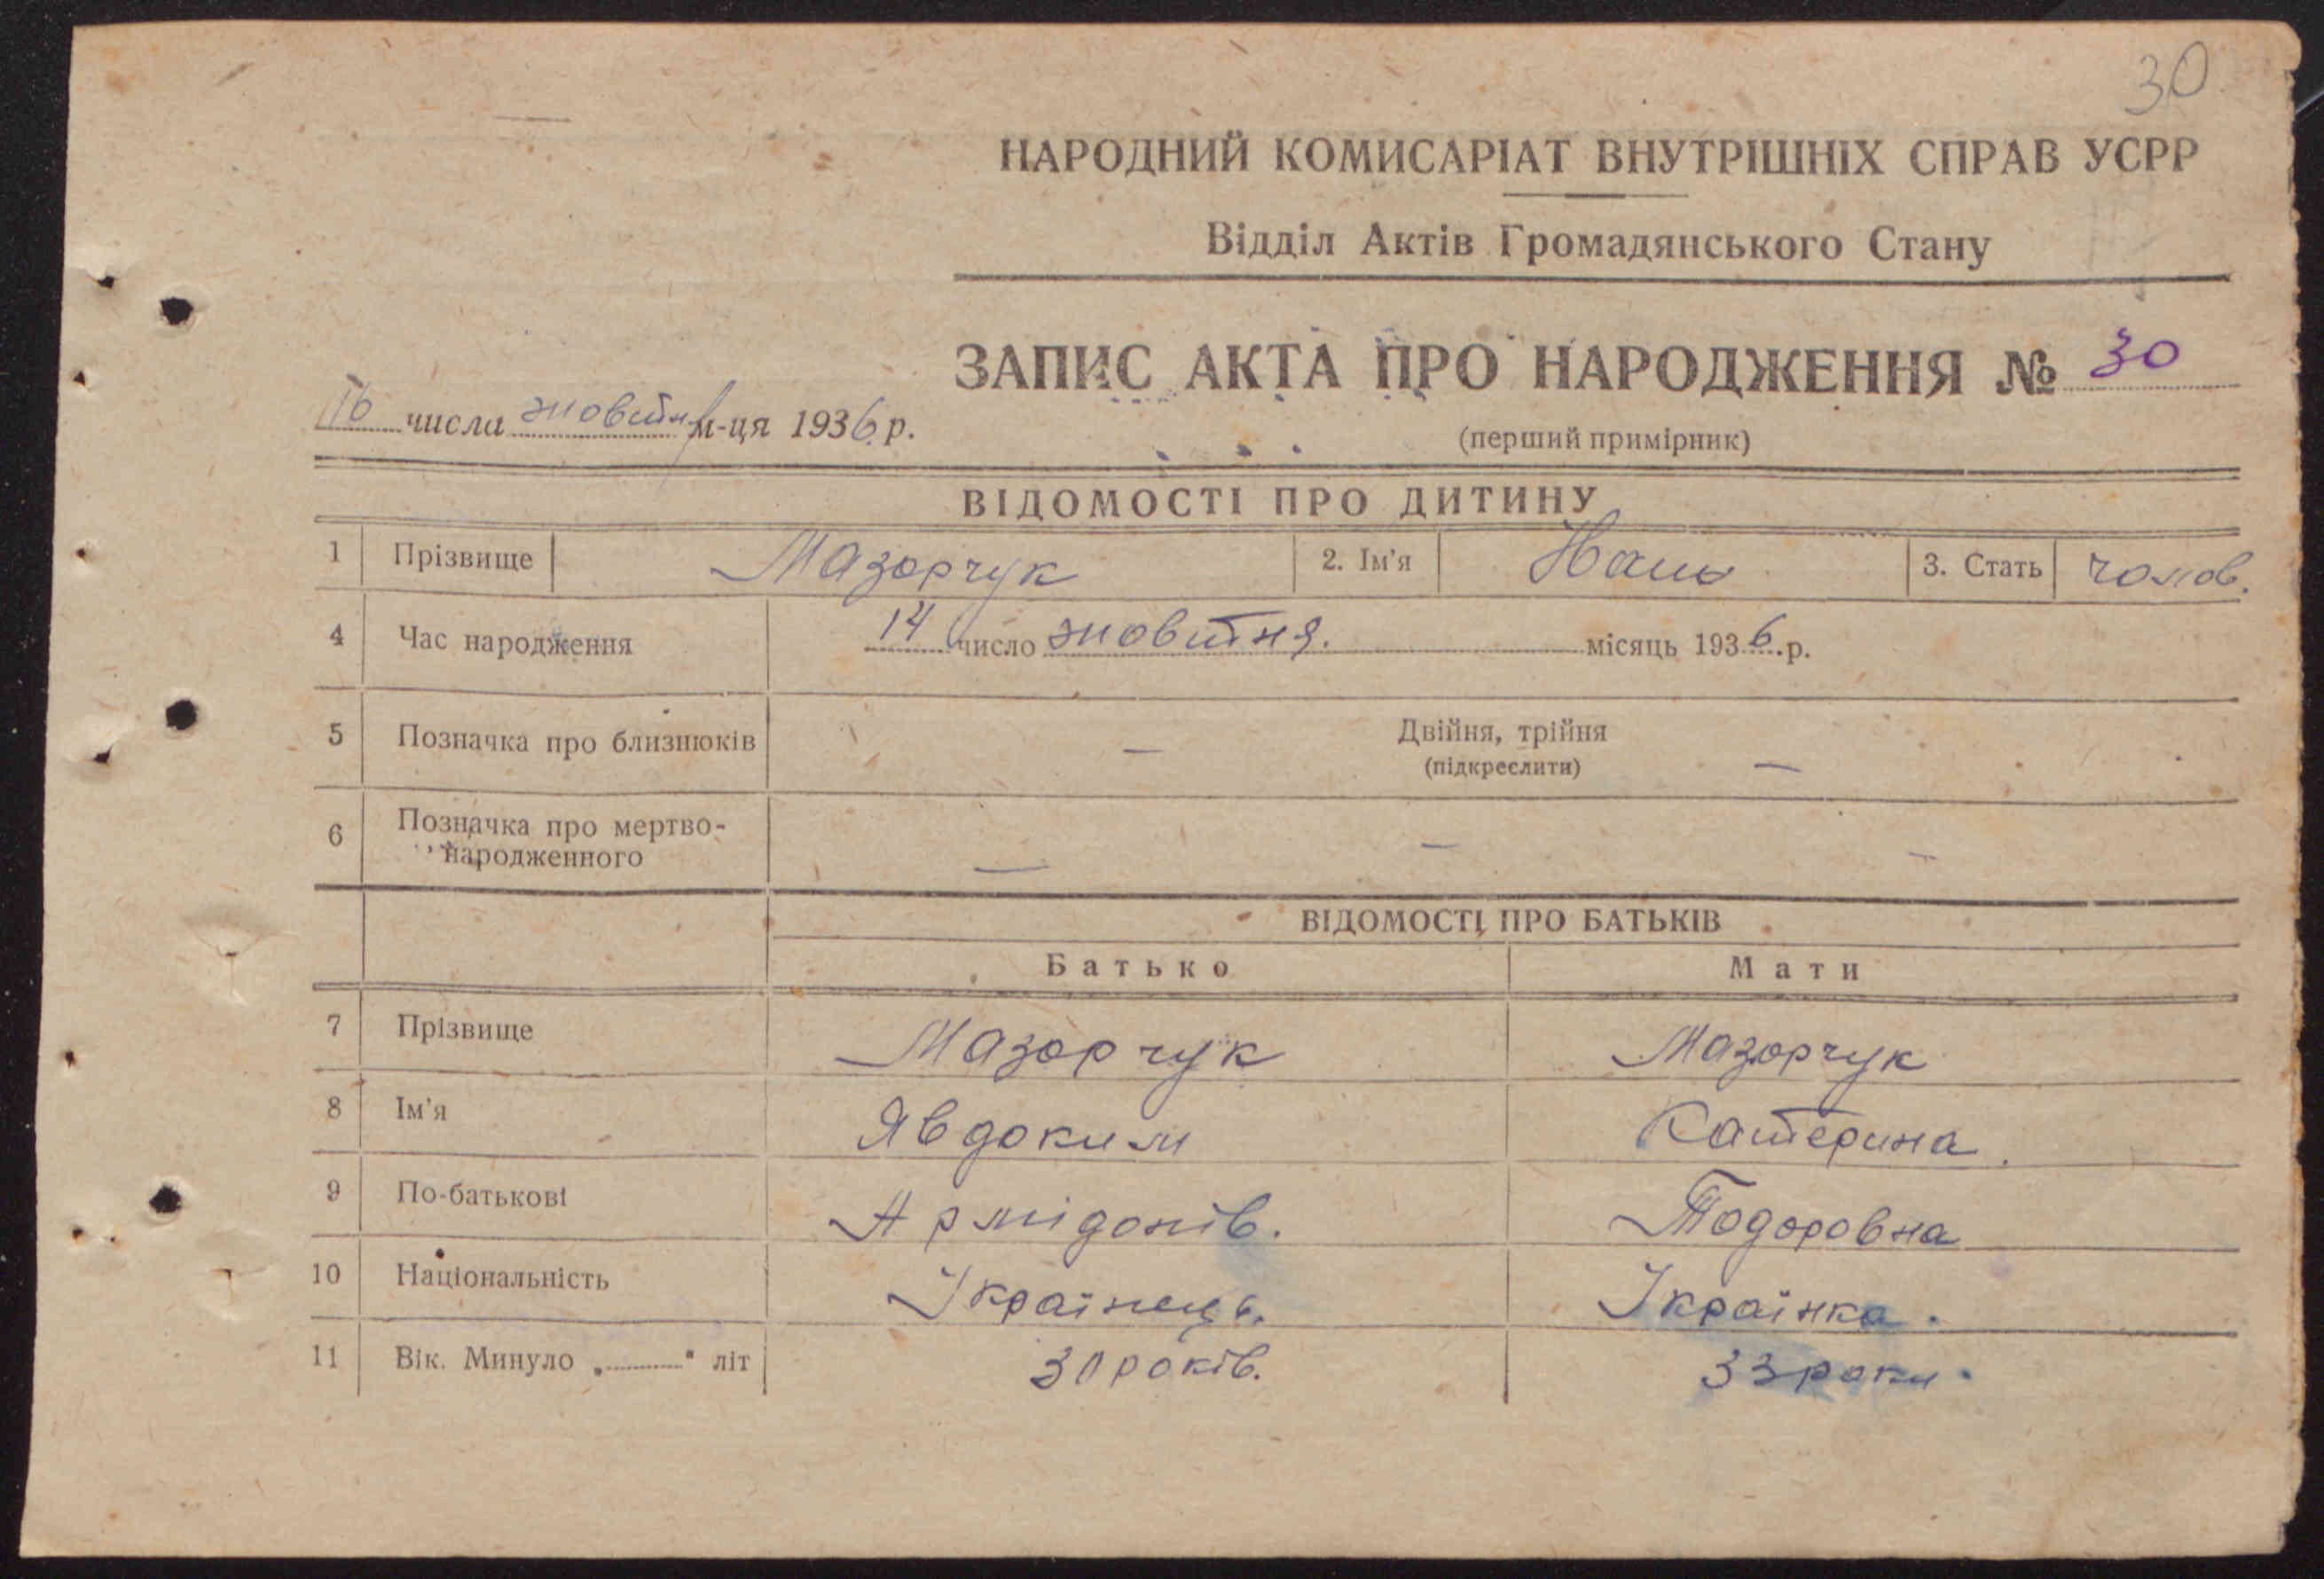 30
НАРОДНИЙ КОМИСАРІАТ ВНУТРІШНІХ СПРАВ УСРР
Відділ Актів Громадянського Стану
ЗАПИС АКТА ПРО НАРОДЖЕННЯ № 30
16 числа жовтня м-ця 1936 р.
(перший примірник)
ВІДОМОСТІ ПРО ДИТИНУ
1 Прізвище Мазорчук 2. Ім'я 3. Стать чолов.
4 Час народження 14 число жовтня. місяць 1936 р.
5 Позначка про близнюків — Двійня, трійня —
(підкреслити)
6 Позначка про мертво-
народженного — — —
ВІДОМОСТІ ПРО БАТЬКІВ
Батько Мати
7 Прізвище Мазорчук Мазорчук
8 Ім'я Явдоким Катерина.
9 По-батькові Тодоровна
10 Національність Українець. Українка.
11 Вік. Минуло „ " літ 30 років. 33 роки.